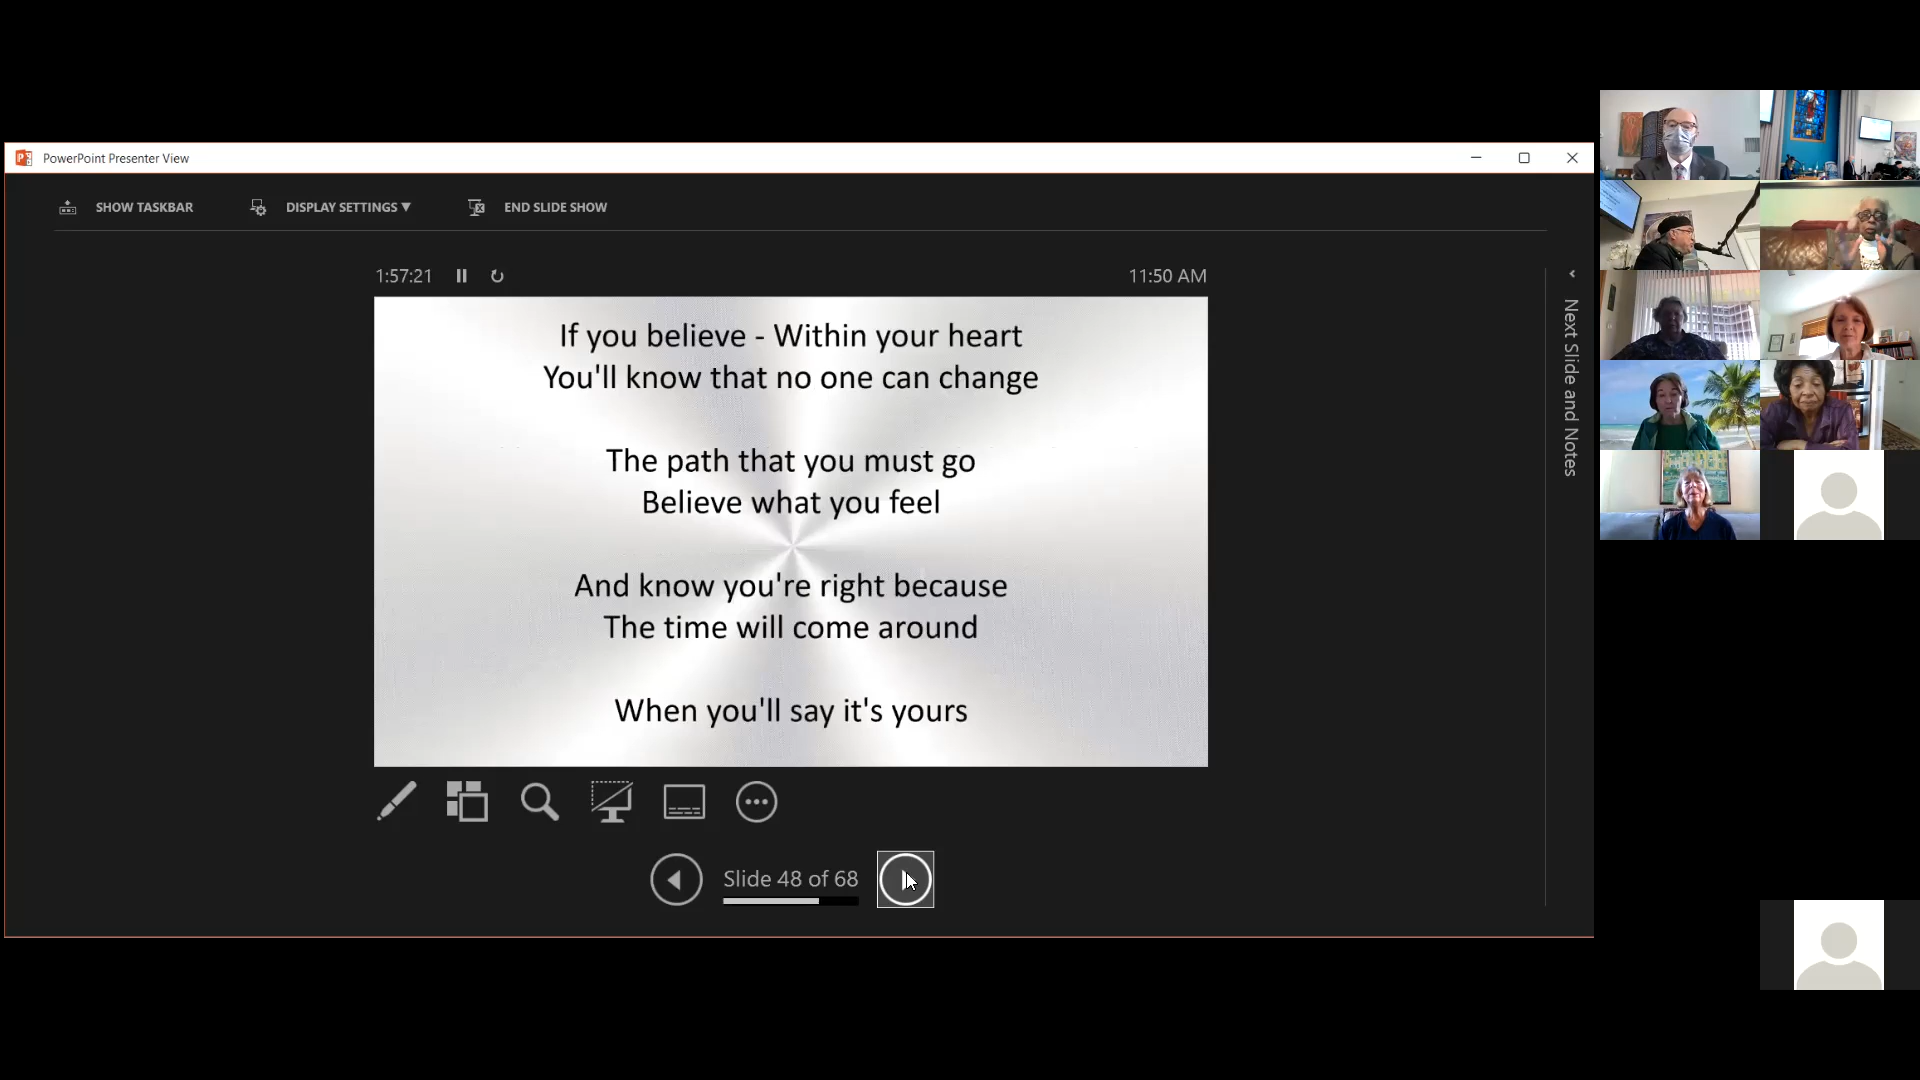 PowerPoint Presenter View
SHOW TASKBAR
DISPLAY SETTINGS ▼
END SLIDE SHOW
1:57:21
11:50 AM
If you believe - Within your heart
You'll know that no one can change
The path that you must go
Believe what you feel
And know you're right because
The time will come around
When you'll say it's yours
Next Slide and Notes
Slide 48 of 68